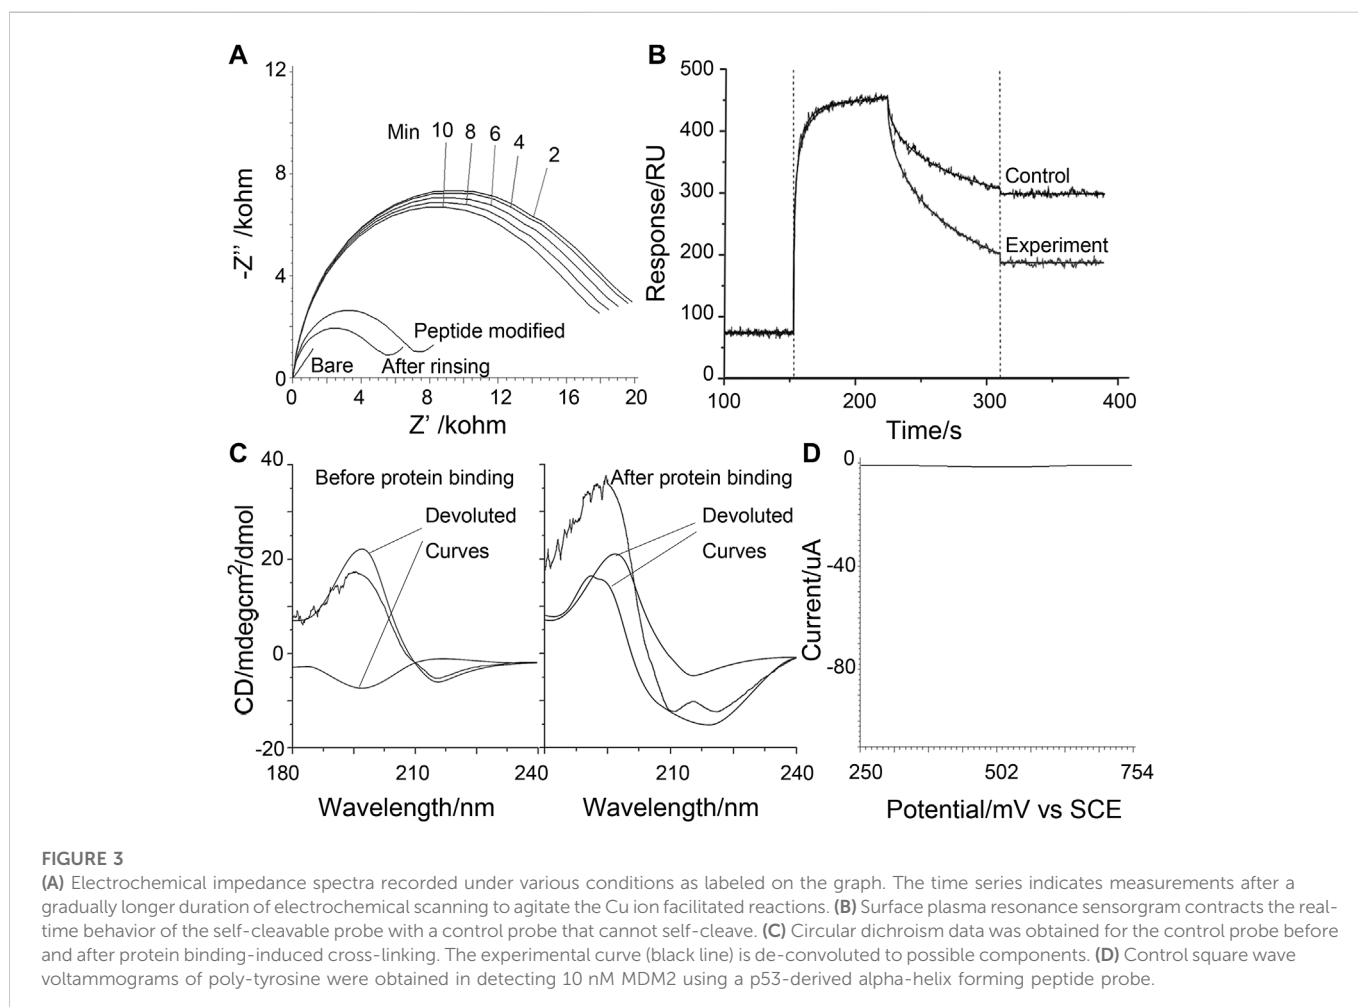 A
12
8
4
0
-Z'' /kohm
Min 10 8 6 4 2
Peptide modified
Bare After rinsing
0 4 8 12 16 20
Z' /kohm
B
500
400
300
200
100
0
Response/RU
Control
Experiment
100 200 300 400
Time/s
C
40
20
0
-20
CD/mdegcm²/dmol
Before protein binding
Devoluted
Curves
180 210 240
Wavelength/nm
After protein binding
Devoluted
Curves
210 240
Wavelength/nm
D
0
-40
-80
Current/uA
250 502 754
Potential/mV vs SCE
FIGURE 3
(A) Electrochemical impedance spectra recorded under various conditions as labeled on the graph. The time series indicates measurements after a
gradually longer duration of electrochemical scanning to agitate the Cu ion facilitated reactions. (B) Surface plasma resonance sensorgram contracts the real-
time behavior of the self-cleavable probe with a control probe that cannot self-cleave. (C) Circular dichroism data was obtained for the control probe before
and after protein binding-induced cross-linking. The experimental curve (black line) is de-convoluted to possible components. (D) Control square wave
voltammograms of poly-tyrosine were obtained in detecting 10 nM MDM2 using a p53-derived alpha-helix forming peptide probe.